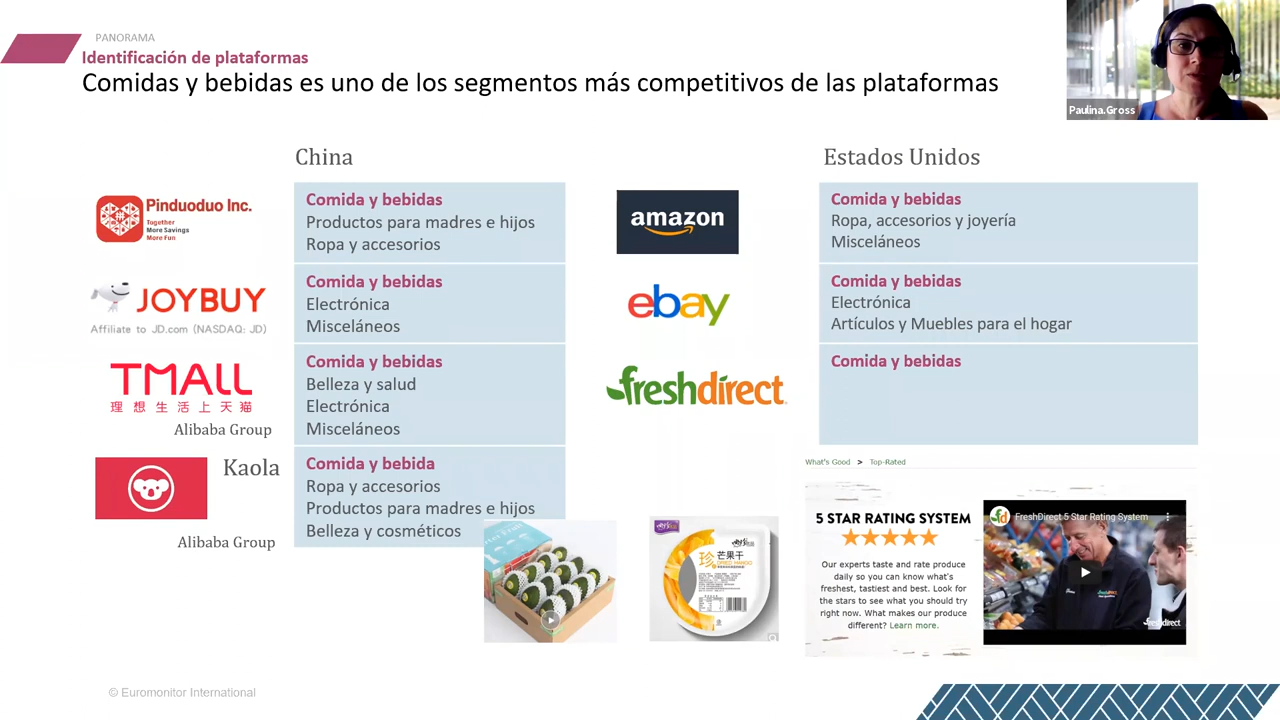 PANORAMA
Identificación de plataformas
Comidas y bebidas es uno de los segmentos más competitivos de las plataformas
Paulina.Gross
China
Estados Unidos
Pinduoduo Inc.
Together
More Savings
More Fun
Comida y bebidas
Productos para madres e hijos
Ropa y accesorios
amazon
Comida y bebidas
Ropa, accesorios y joyería
Misceláneos
JOYBUY
Affiliate to JD.com (NASDAQ: JD)
Comida y bebidas
Electrónica
Misceláneos
ebay
Comida y bebidas
Electrónica
Artículos y Muebles para el hogar
TMALL
理想生活上天猫
Alibaba Group
Comida y bebidas
Belleza y salud
Electrónica
Misceláneos
freshdirect
Comida y bebidas
Kaola
Alibaba Group
Comida y bebida
Ropa y accesorios
Productos para madres e hijos
Belleza y cosméticos
珍
芒果干
DRIED MANGO
What's Good > Top-Rated
5 STAR RATING SYSTEM
Our experts taste and rate produce
daily so you can know what's
freshest, tastiest and best. Look for
the stars to see what you should try
right now. What makes our produce
different? Learn more.
fd
FreshDirect 5 Star Rating System
freshdirect
© Euromonitor International